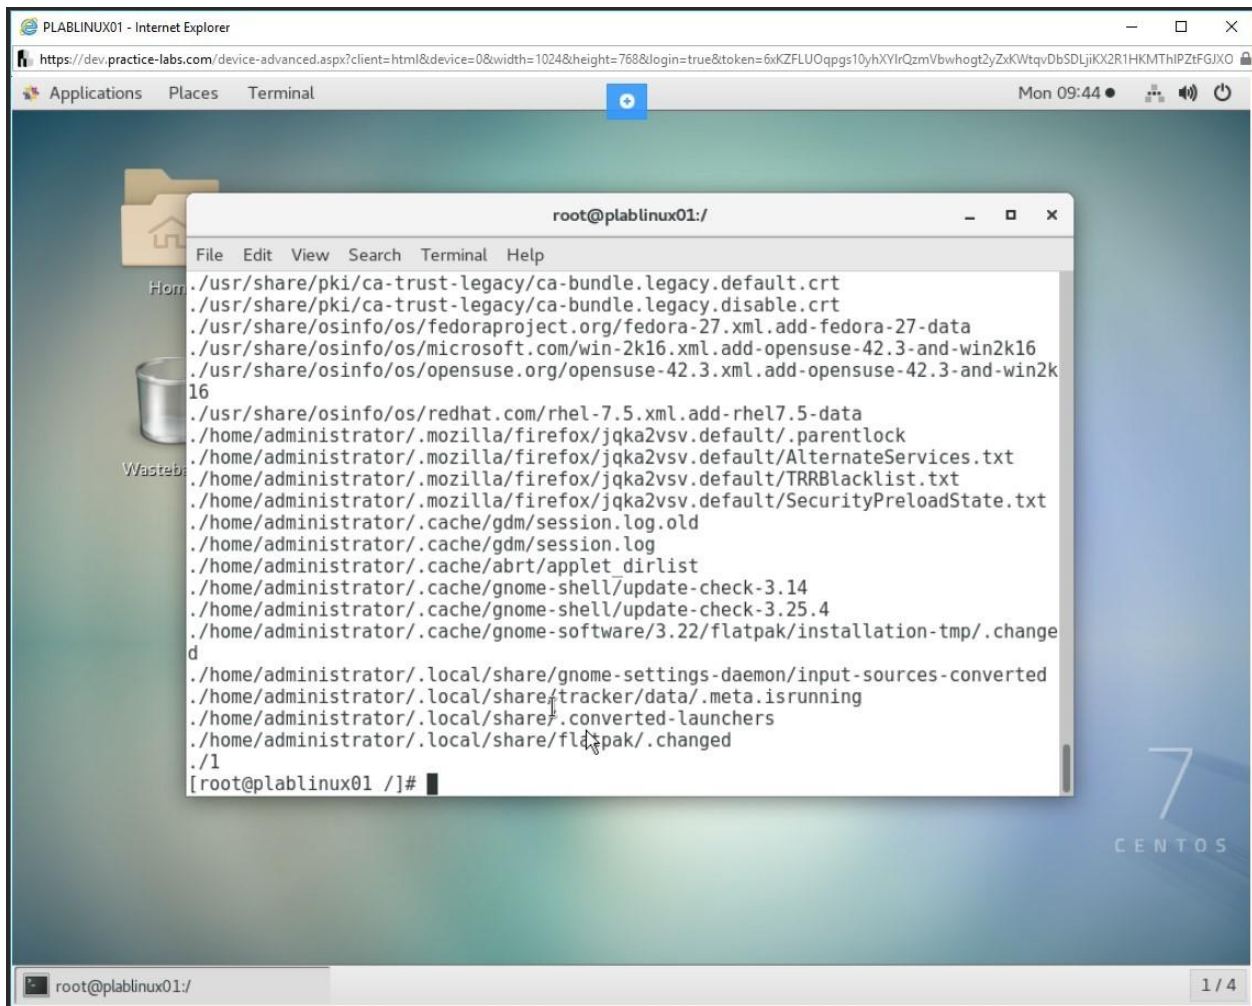 PLABLINUX01 - Internet Explorer
https://dev.practice-labs.com/device-advanced.aspx?client=html&device=0&width=1024&height=768&login=true&token=
Applications Places Terminal
Mon 09:44
Home
root@plablinux01:/
File Edit View Search Terminal Help
./usr/share/pki/ca-trust-legacy/ca-bundle.legacy.default.crt
./usr/share/pki/ca-trust-legacy/ca-bundle.legacy.disable.crt
./usr/share/osinfo/os/fedoraproject.org/fedora-27.xml.add-fedora-27-data
./usr/share/osinfo/os/microsoft.com/win-2k16.xml.add-opensuse-42.3-and-win2k16
./usr/share/osinfo/os/opensuse.org/opensuse-42.3.xml.add-opensuse-42.3-and-win2k
16
./usr/share/osinfo/os/redhat.com/rhel-7.5.xml.add-rhel7.5-data
./home/administrator/.mozilla/firefox/jqka2vsv.default/.parentlock
./home/administrator/.mozilla/firefox/jqka2vsv.default/AlternateServices.txt
./home/administrator/.mozilla/firefox/jqka2vsv.default/TRRBlacklist.txt
./home/administrator/.mozilla/firefox/jqka2vsv.default/SecurityPreloadState.txt
./home/administrator/.cache/gdm/session.log.old
./home/administrator/.cache/gdm/session.log
./home/administrator/.cache/abrt/applet_dirlist
./home/administrator/.cache/gnome-shell/update-check-3.14
./home/administrator/.cache/gnome-shell/update-check-3.25.4
./home/administrator/.cache/gnome-software/3.22/flatpak/installation-tmp/.change
d
./home/administrator/.local/share/gnome-settings-daemon/input-sources-converted
./home/administrator/.local/share/tracker/data/.meta.isrunning
./home/administrator/.local/share/.converted-launchers
./home/administrator/.local/share/flatpak/.changed
./1
[root@plablinux01 /]#
Wasteb
7
CENTOS
root@plablinux01:/
1 / 4